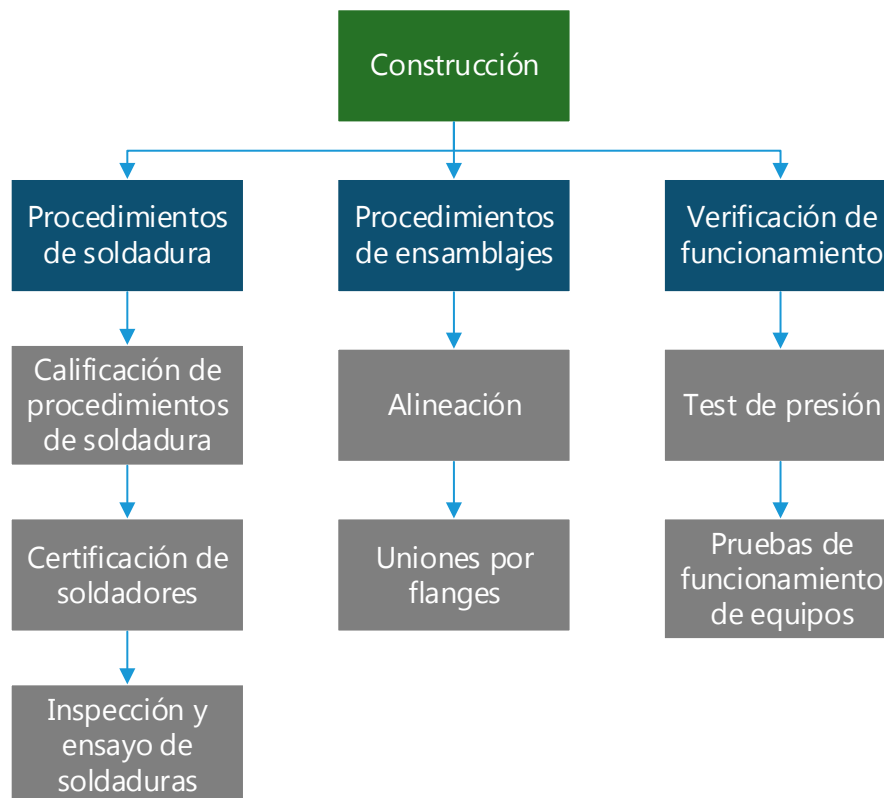 Construcción
Procedimientos
de soldadura
Procedimientos
de ensamblajes
Verificación de
funcionamiento
Calificación de
procedimientos
de soldadura
Alineación
Test de presión
Certificación de
soldadores
Uniones por
flanges
Pruebas de
funcionamiento
de equipos
Inspección y
ensayo de
soldaduras